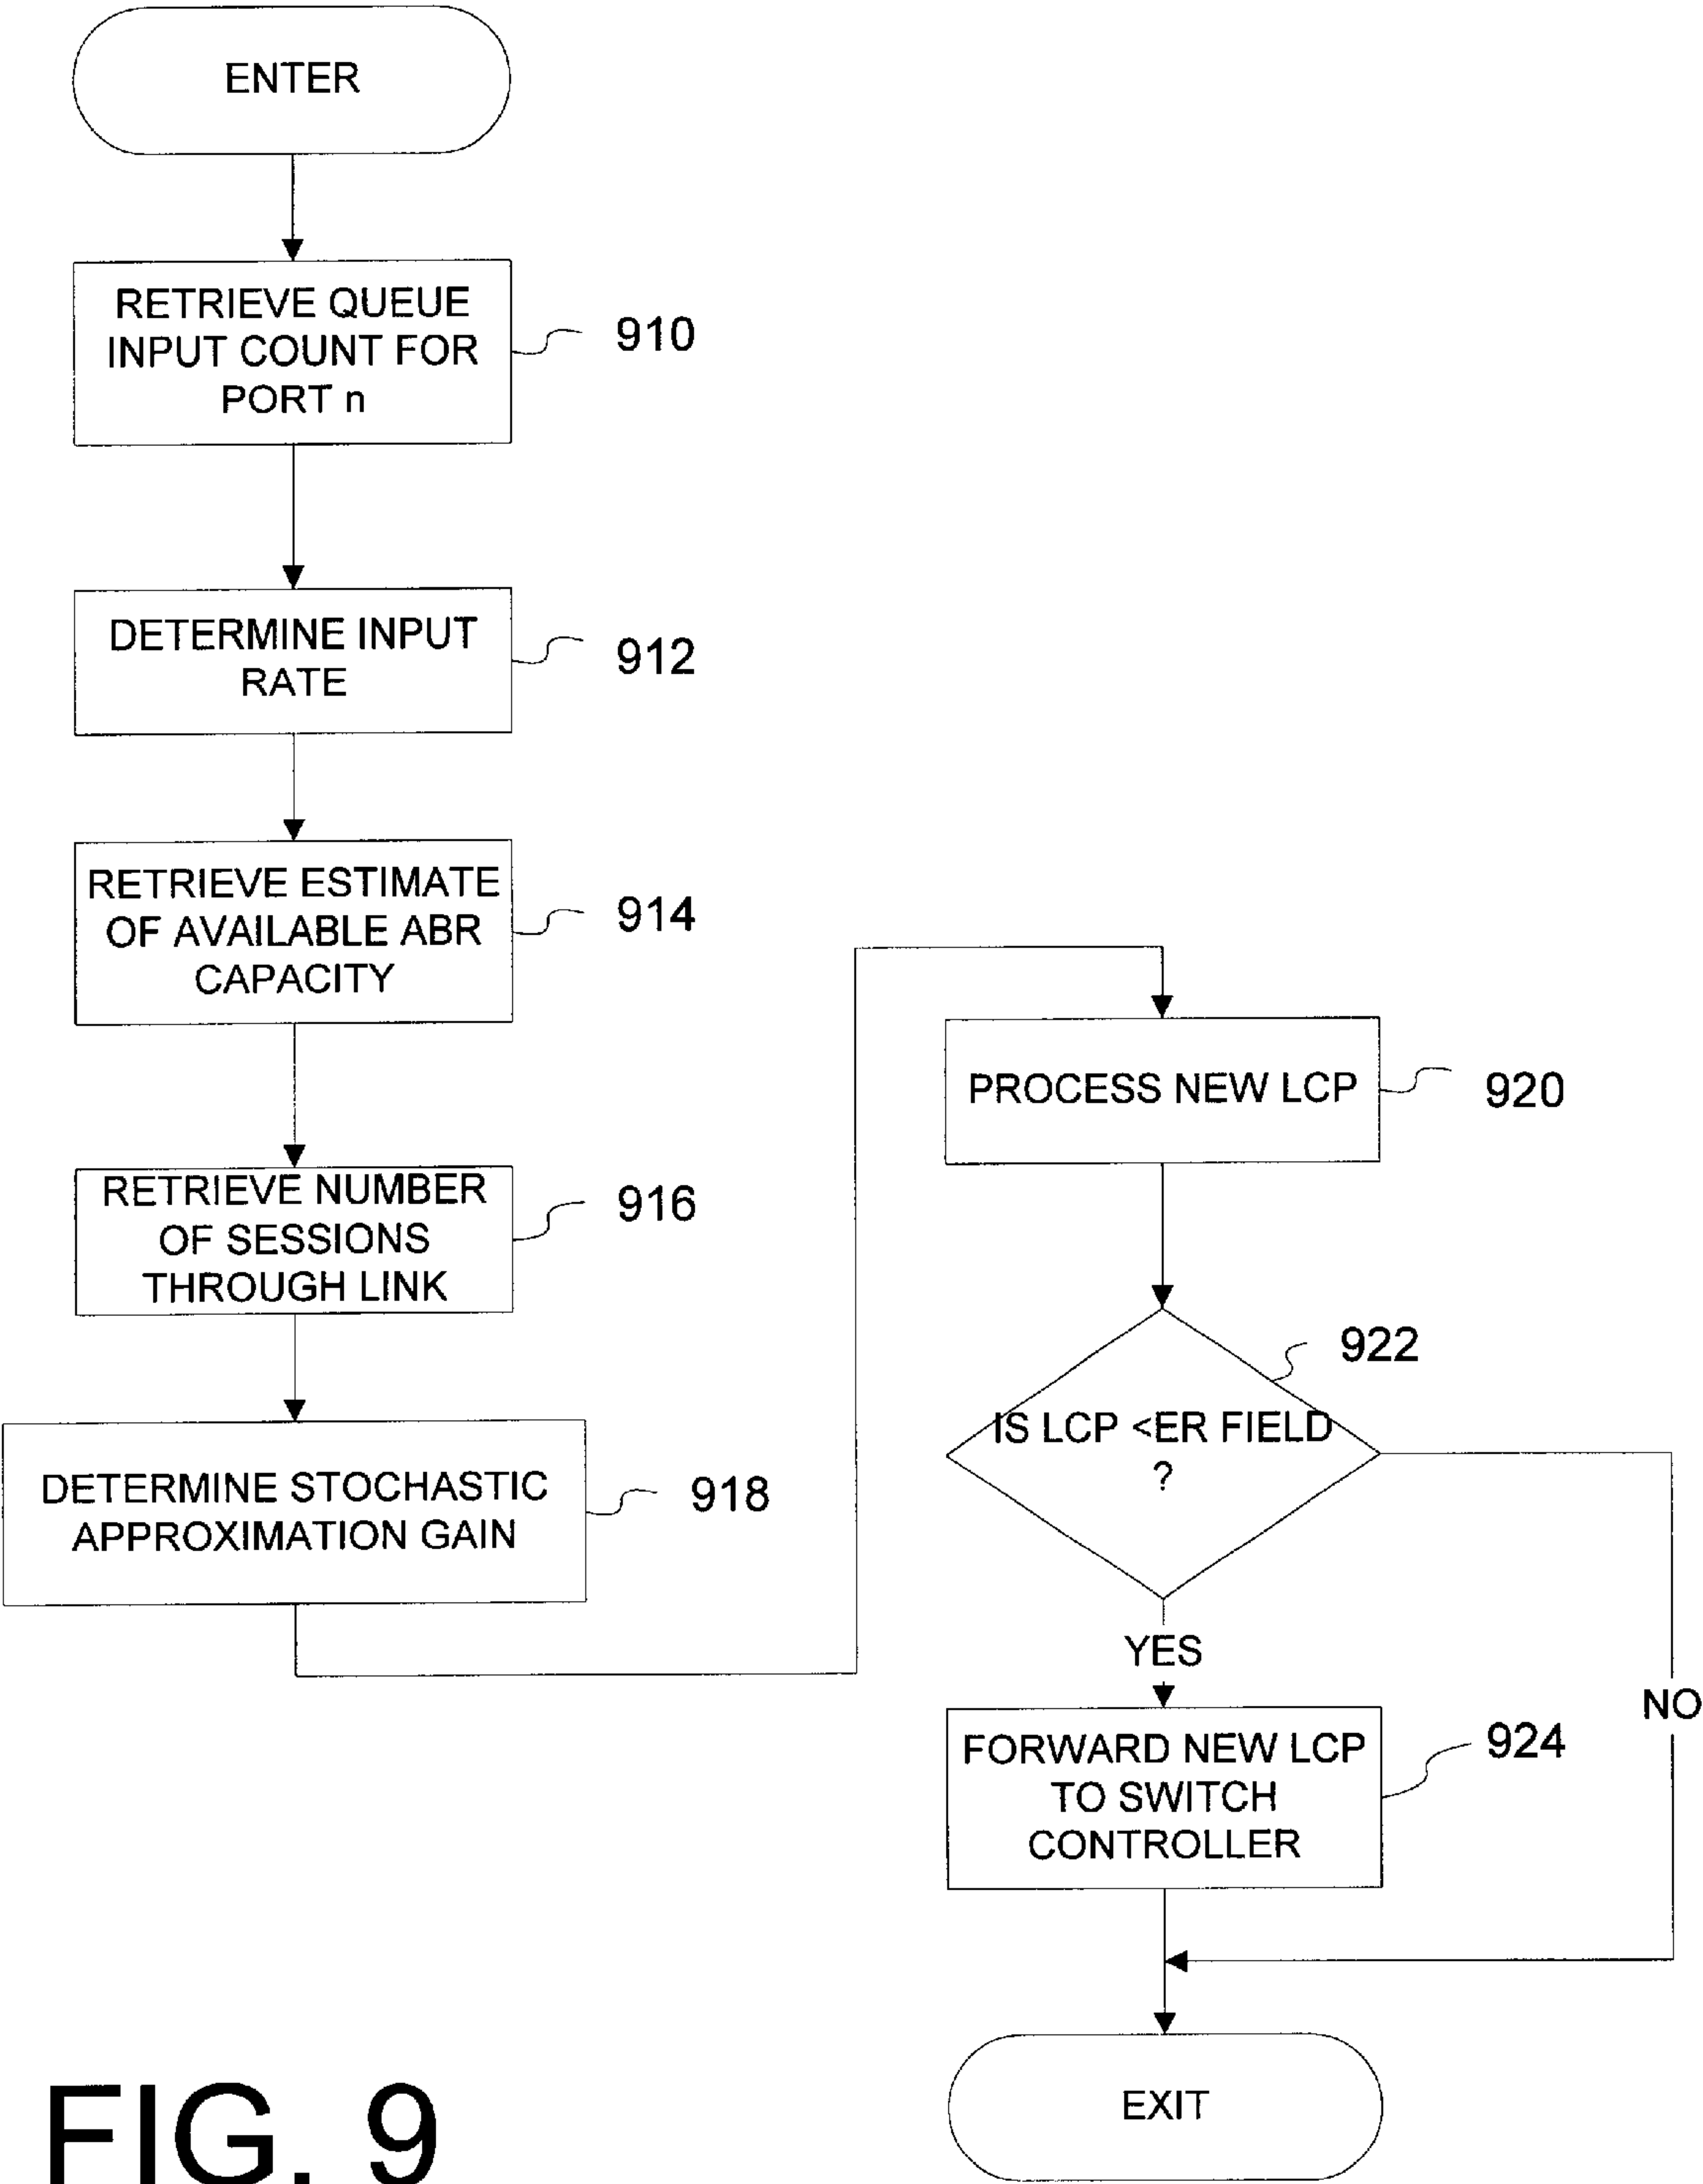 ENTER
RETRIEVE QUEUE
INPUT COUNT FOR
PORT n
910
DETERMINE INPUT
RATE
912
RETRIEVE ESTIMATE
OF AVAILABLE ABR
CAPACITY
914
RETRIEVE NUMBER
OF SESSIONS
THROUGH LINK
916
DETERMINE STOCHASTIC
APPROXIMATION GAIN
918
PROCESS NEW LCP
920
IS LCP <ER FIELD
?
922
YES
NO
FORWARD NEW LCP
TO SWITCH
CONTROLLER
924
EXIT
FIG. 9